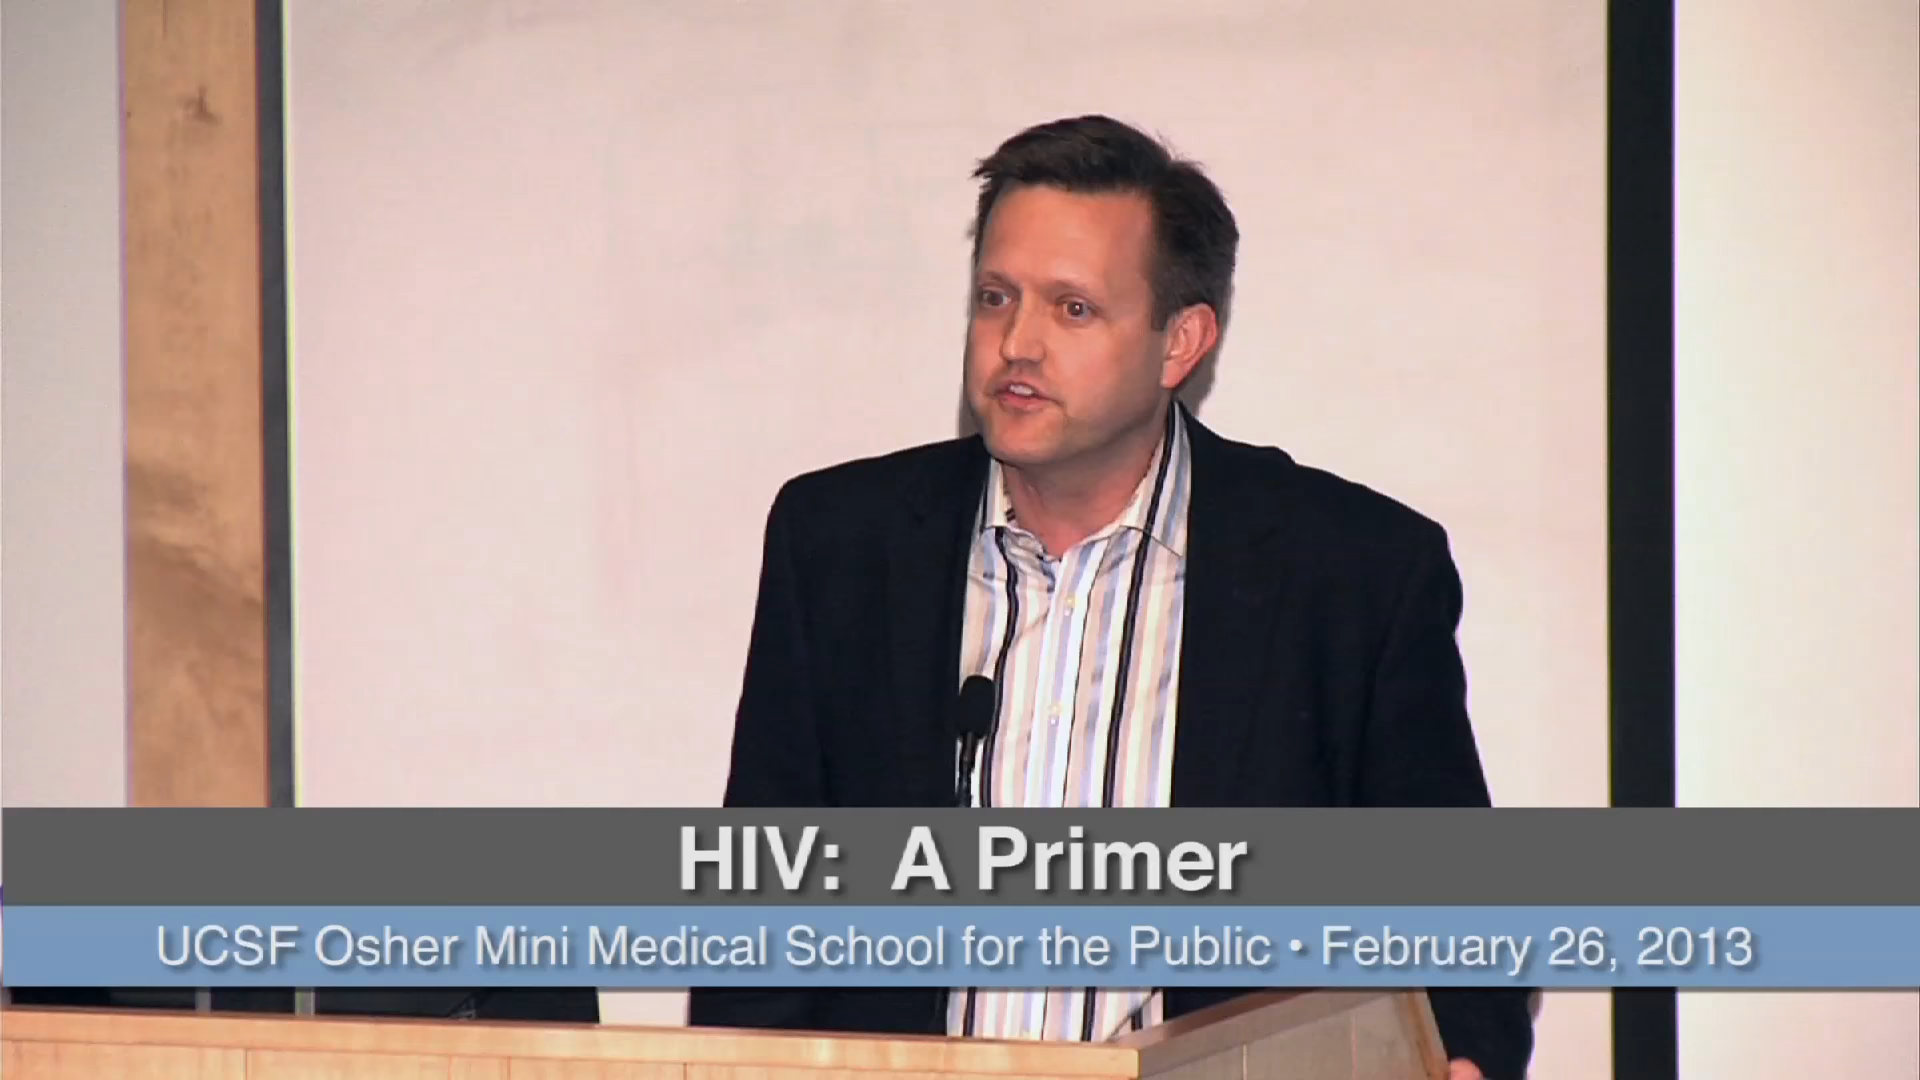 HIV: A Primer
UCSF Osher Mini Medical School for the Public • February 26, 2013